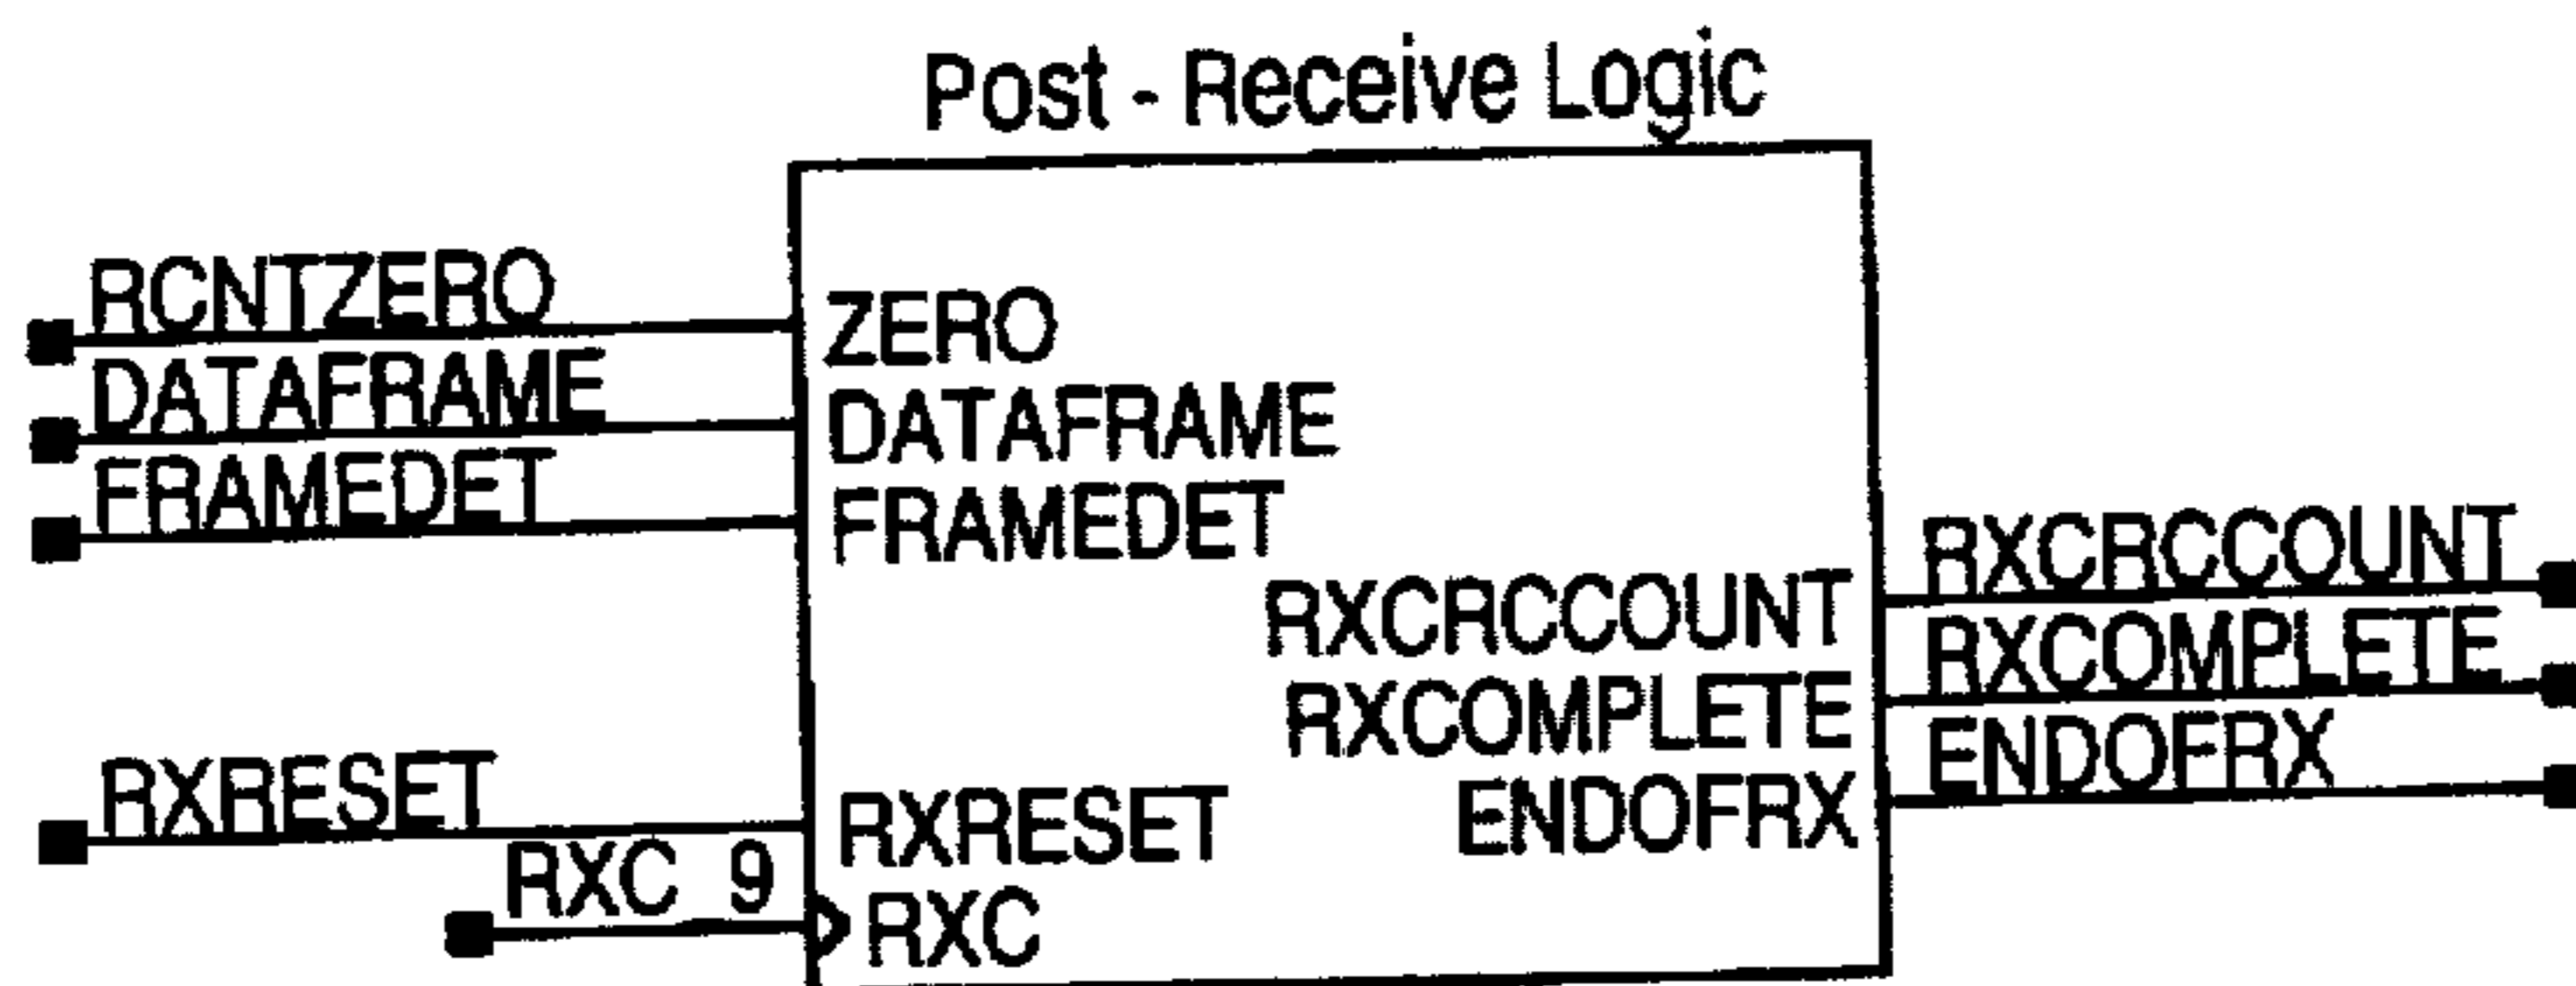 Post - Receive Logic
RCNTZERO
ZERO
DATAFRAME
DATAFRAME
FRAMEDET
FRAMEDET
RXCRCCOUNT
RXCRCCOUNT
RXCOMPLETE
RXCOMPLETE
ENDOFRX
ENDOFRX
RXRESET
RXRESET
RXC 9
RXC